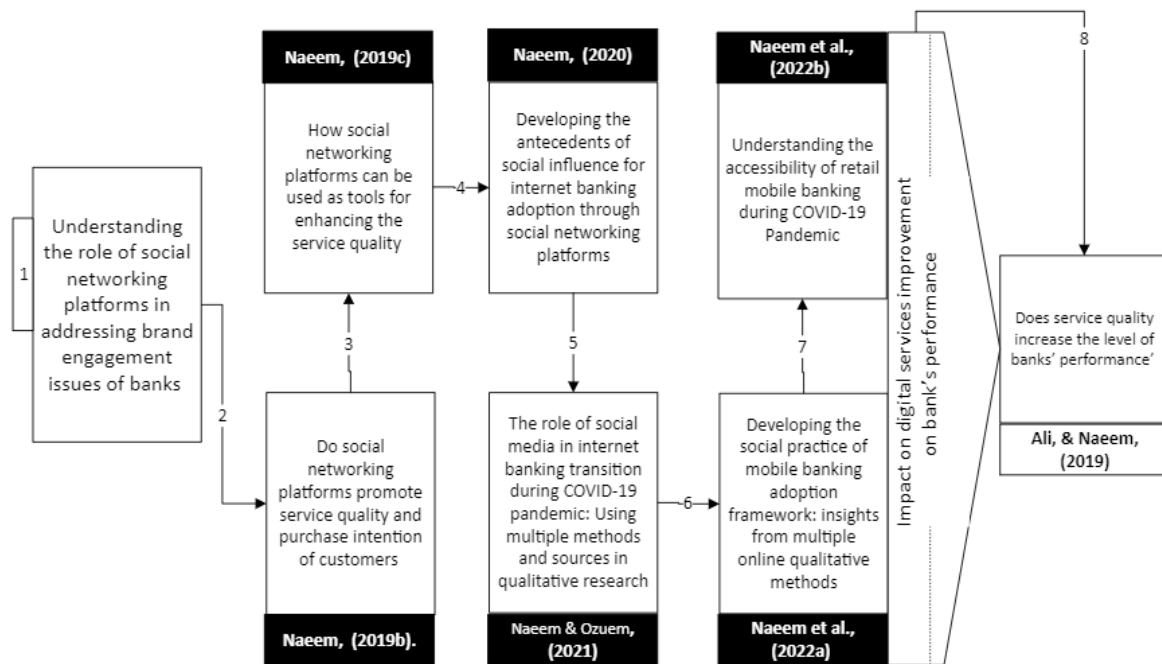 1
Understanding
the role of social
networking
platforms in
addressing brand
engagement
issues of banks
2
Do social
networking
platforms promote
service quality and
purchase intention
of customers
Naeem, (2019b).
3
Naeem, (2019c)
How social
networking
platforms can be
used as tools for
enhancing the
service quality
4
Naeem, (2020)
Developing the
antecedents of
social influence for
internet banking
adoption through
social networking
platforms
5
The role of social
media in internet
banking transition
during COVID-19
pandemic: Using
multiple methods
and sources in
qualitative research
Naeem & Ozuem,
(2021)
6
Developing the
social practice of
mobile banking
adoption
framework: insights
from multiple
online qualitative
methods
Naeem et al.,
(2022a)
7
Naeem et al.,
(2022b)
Understanding the
accessibility of retail
mobile banking
during COVID-19
Pandemic
Impact on digital services improvement
on bank's performance
8
Does service quality
increase the level of
banks' performance'
Ali, & Naeem,
(2019)